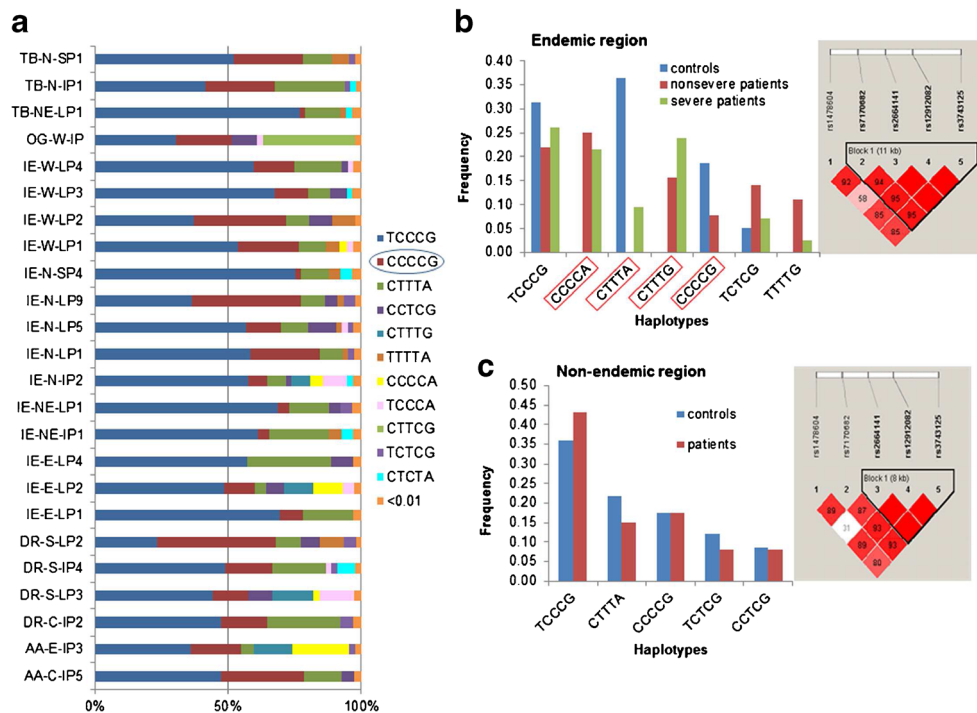 a
TB-N-SP1
TB-N-IP1
TB-NE-LP1
OG-W-IP
IE-W-LP4
IE-W-LP3
IE-W-LP2
IE-W-LP1
IE-N-SP4
IE-N-LP9
IE-N-LP5
IE-N-LP1
IE-N-IP2
IE-NE-LP1
IE-NE-IP1
IE-E-LP4
IE-E-LP2
IE-E-LP1
DR-S-LP2
DR-S-IP4
DR-S-LP3
DR-C-IP2
AA-E-IP3
AA-C-IP5
0% 50% 100%
TCCCG
CCCCG
CTTTA
CCTCG
CTTTG
TTTTA
CCCCA
TCCCA
CTTCG
TCTCG
CTCTA
<0.01
b
Endemic region
controls
nonsevere patients
severe patients
Frequency
0.40
0.35
0.30
0.25
0.20
0.15
0.10
0.05
0.00
TCCCG CCCCA CTTTA CTTTG CCCCG TCTCG TTTTG
Haplotypes
rs1478604 rs7170682 rs2664141 rs12912082 rs3743125
Block 1 (11 kb)
1 2 3 4 5
92 94
58 95
85 95
85
c
Non-endemic region
controls
patients
Frequency
0.50
0.45
0.40
0.35
0.30
0.25
0.20
0.15
0.10
0.05
0.00
TCCCG CTTTA CCCCG TCTCG CCTCG
Haplotypes
rs1478604 rs7170682 rs2664141 rs12912082 rs3743125
Block 1 (8 kb)
1 2 3 4 5
89 97
31 93
89 93
80